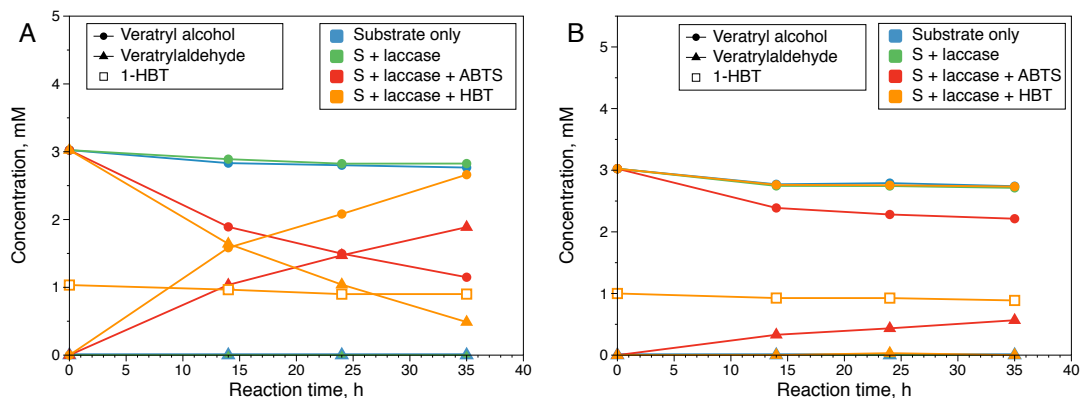 A
Veratryl alcohol
Veratrylaldehyde
1-HBT
Substrate only
S + laccase
S + laccase + ABTS
S + laccase + HBT
Concentration, mM
5
4
3
2
1
0
0 5 10 15 20 25 30 35 40
Reaction time, h
B
Veratryl alcohol
Veratrylaldehyde
1-HBT
Substrate only
S + laccase
S + laccase + ABTS
S + laccase + HBT
Concentration, mM
5
4
3
2
1
0
0 5 10 15 20 25 30 35 40
Reaction time, h